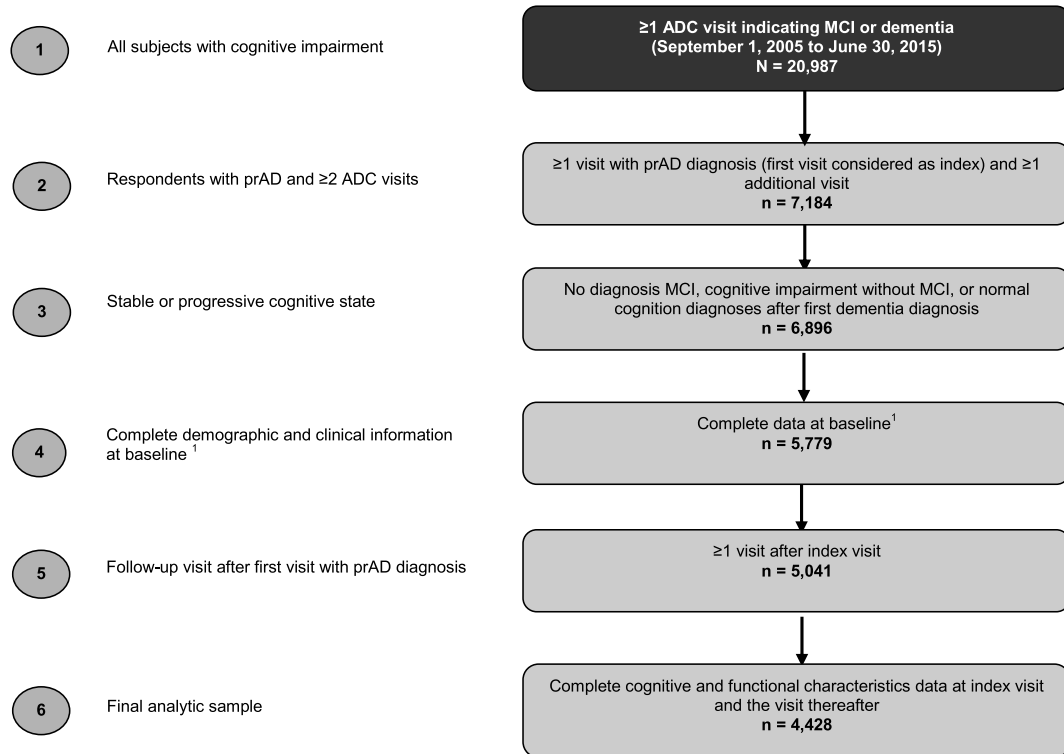 1
All subjects with cognitive impairment
≥1 ADC visit indicating MCI or dementia
(September 1, 2005 to June 30, 2015)
N = 20,987
2
Respondents with prAD and ≥2 ADC visits
≥1 visit with prAD diagnosis (first visit considered as index) and ≥1
additional visit
n = 7,184
3
Stable or progressive cognitive state
No diagnosis MCI, cognitive impairment without MCI, or normal
cognition diagnoses after first dementia diagnosis
n = 6,896
4
Complete demographic and clinical information
at baseline ¹
Complete data at baseline¹
n = 5,779
5
Follow-up visit after first visit with prAD diagnosis
≥1 visit after index visit
n = 5,041
6
Final analytic sample
Complete cognitive and functional characteristics data at index visit
and the visit thereafter
n = 4,428